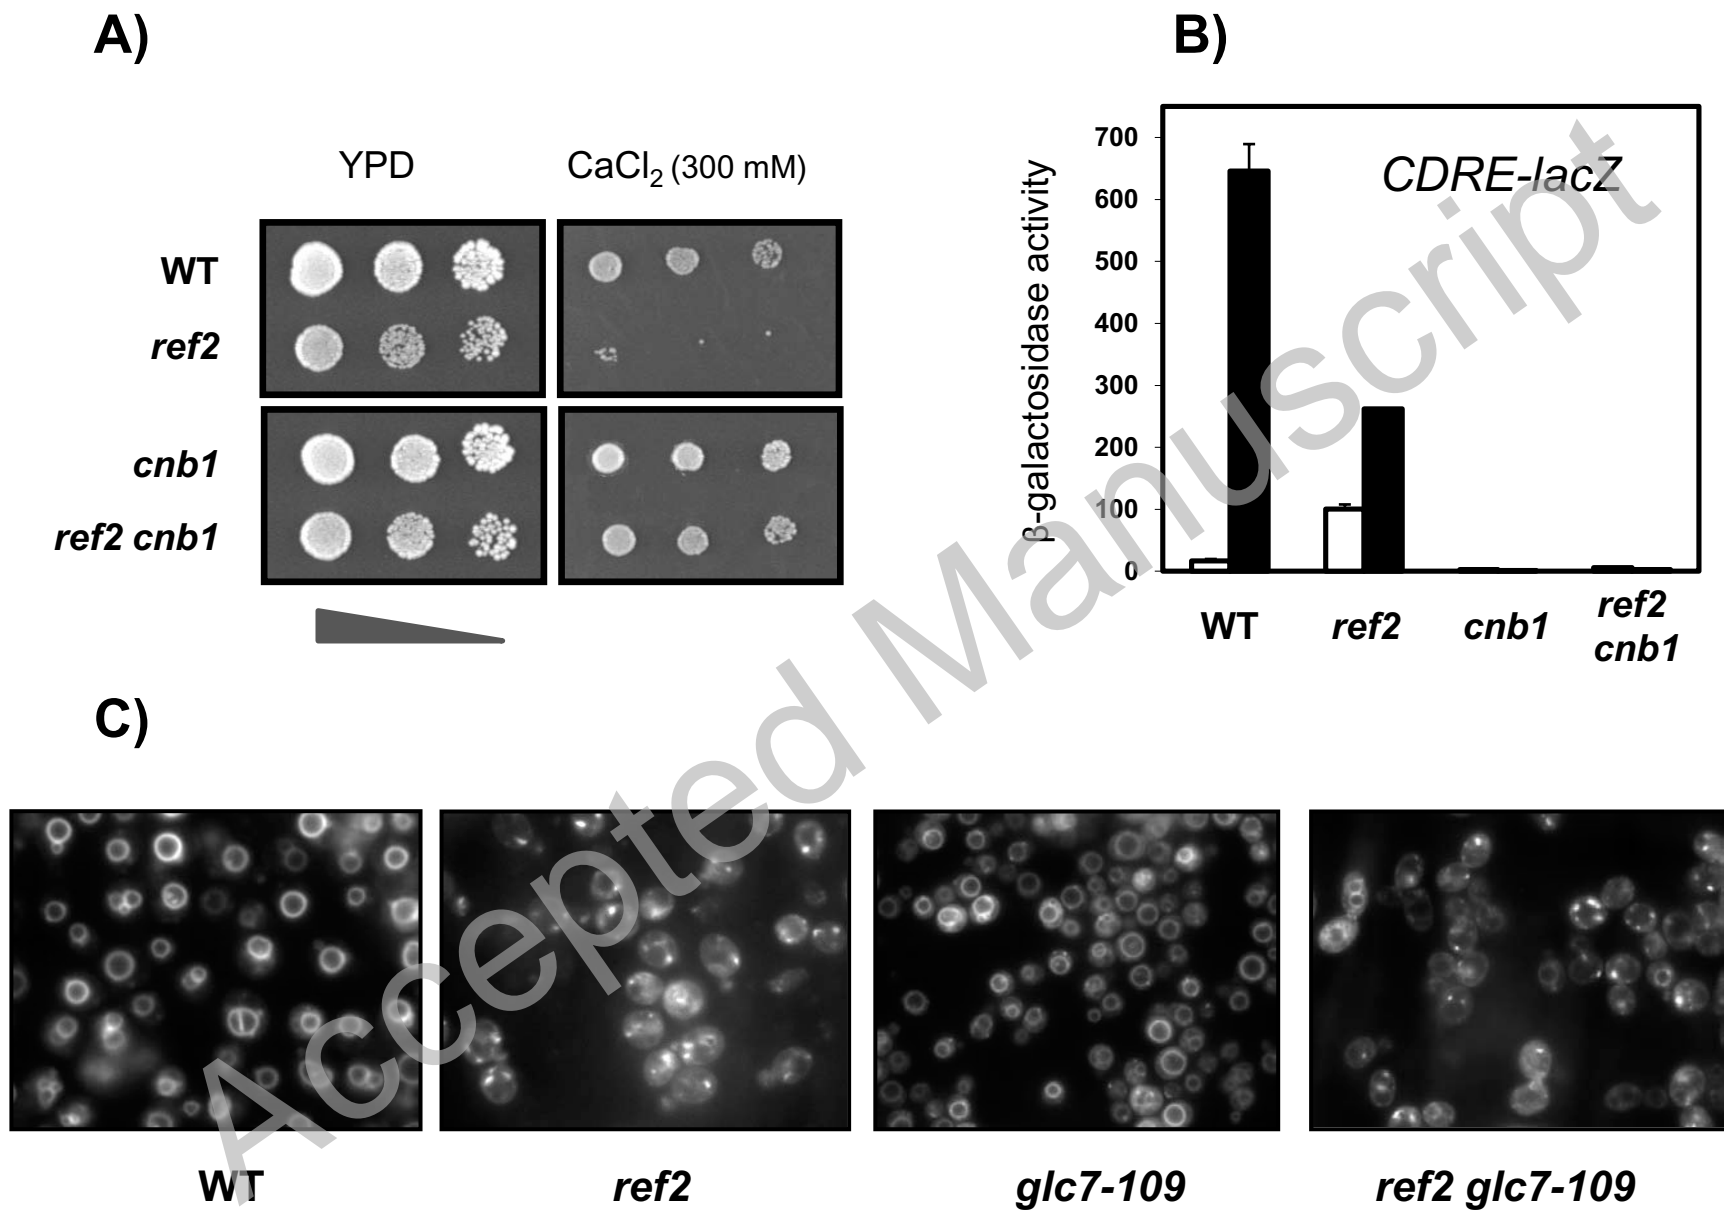 A)
B)
YPD
CaCl2 (300 mM)
WT
ref2
cnb1
ref2 cnb1
β-galactosidase activity
700
600
500
400
300
200
100
0
CDRE-lacZ
WT
ref2
cnb1
ref2
cnb1
C)
WT
ref2
glc7-109
ref2 glc7-109
Accepted Manuscript